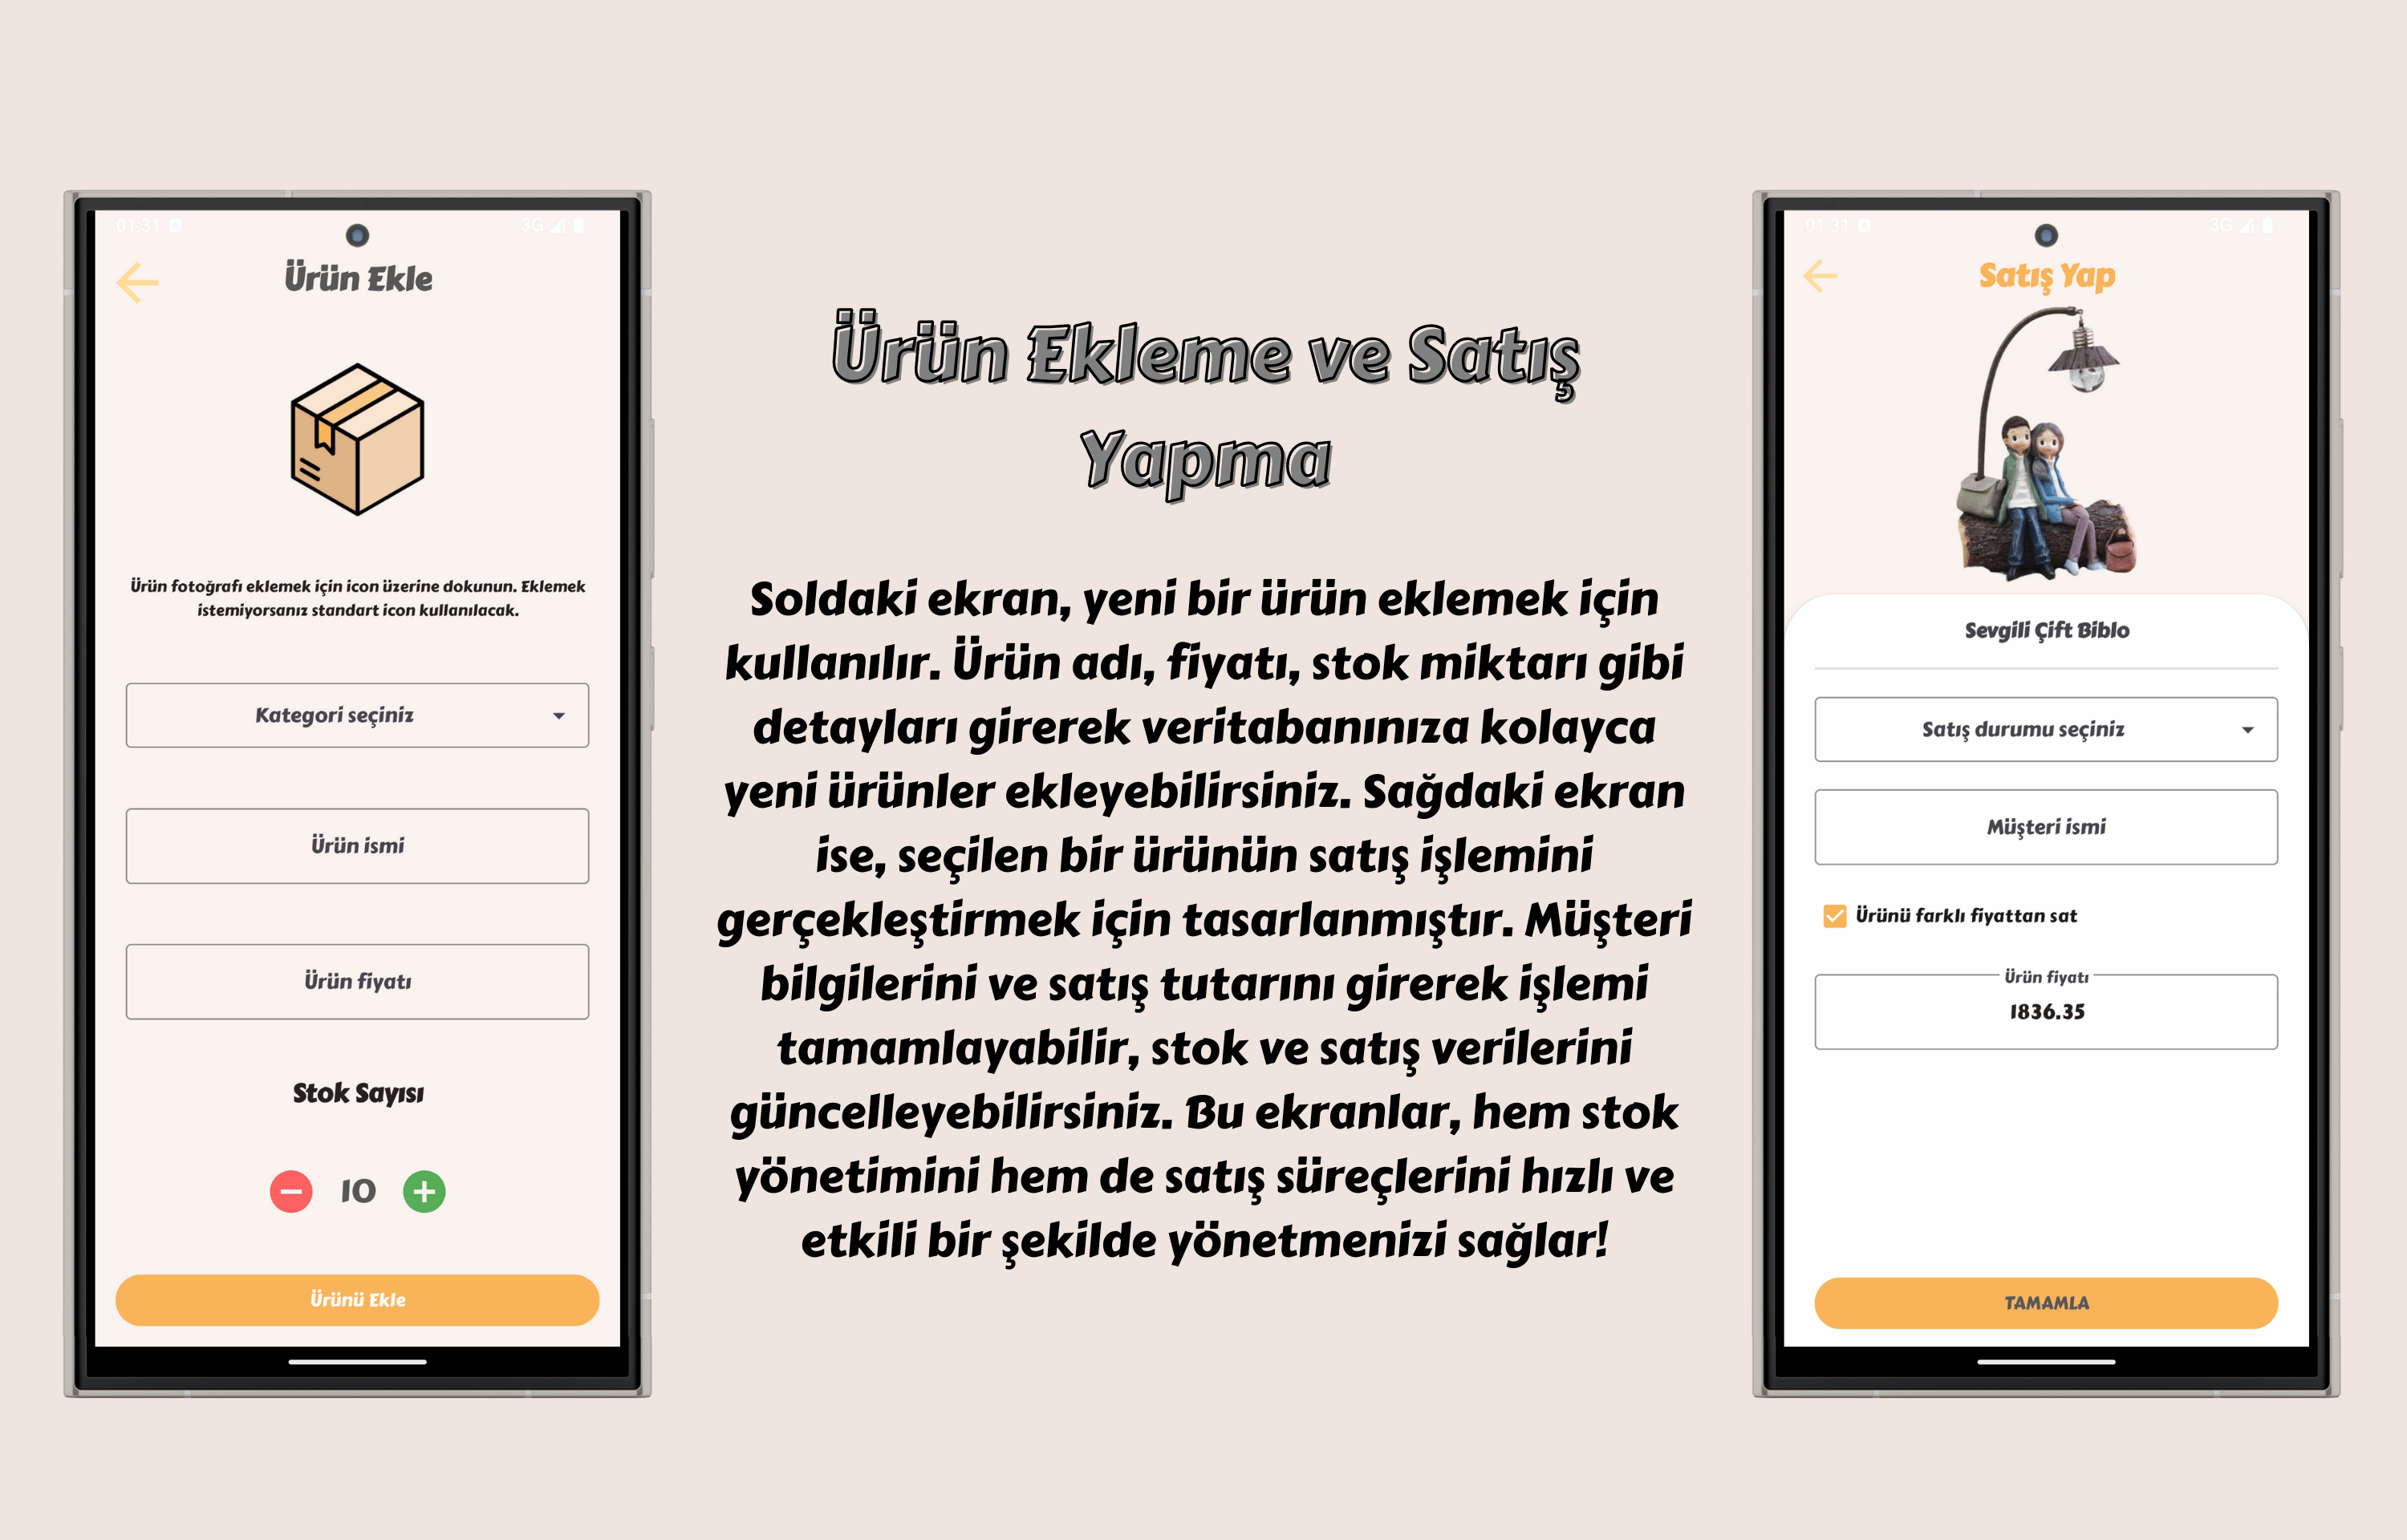 01:31
3G
Ürün Ekle
Ürün fotoğrafı eklemek için icon üzerine dokunun. Eklemek
istemiyorsanız standart icon kullanılacak.
Kategori seçiniz
Ürün ismi
Ürün fiyatı
Stok Sayısı
10
Ürünü Ekle
Ürün Ekleme ve Satış
Yapma
Soldaki ekran, yeni bir ürün eklemek için
kullanılır. Ürün adı, fiyatı, stok miktarı gibi
detayları girerek veritabanınıza kolayca
yeni ürünler ekleyebilirsiniz. Sağdaki ekran
ise, seçilen bir ürünün satış işlemini
gerçekleştirmek için tasarlanmıştır. Müşteri
bilgilerini ve satış tutarını girerek işlemi
tamamlayabilir, stok ve satış verilerini
güncelleyebilirsiniz. Bu ekranlar, hem stok
yönetimini hem de satış süreçlerini hızlı ve
etkili bir şekilde yönetmenizi sağlar!
01:31
3G
Satış Yap
Sevgili Çift Biblo
Satış durumu seçiniz
Müşteri ismi
Ürünü farklı fiyattan sat
Ürün fiyatı
1836.35
TAMAMLA